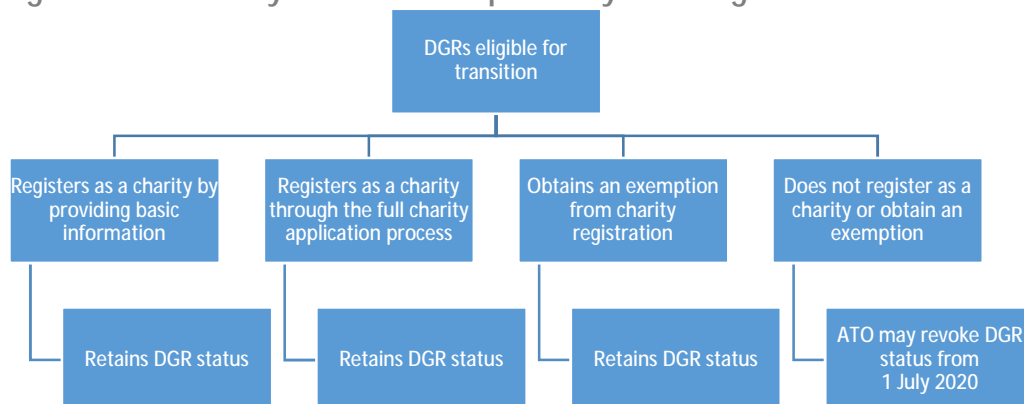 DGRs eligible for
transition
Registers as a charity by
providing basic
information
Registers as a charity
through the full charity
application process
Obtains an exemption
from charity
registration
Does not register as a
charity or obtain an
exemption
Retains DGR status
Retains DGR status
Retains DGR status
ATO may revoke DGR
status from
1 July 2020